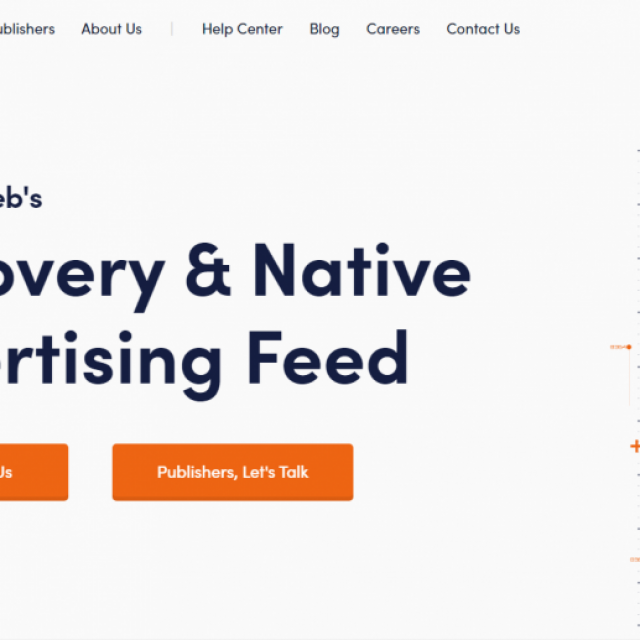 ublishers About Us | Help Center Blog Careers Contact Us
eb's
overy & Native
ertising Feed
Us
Publishers, Let's Talk